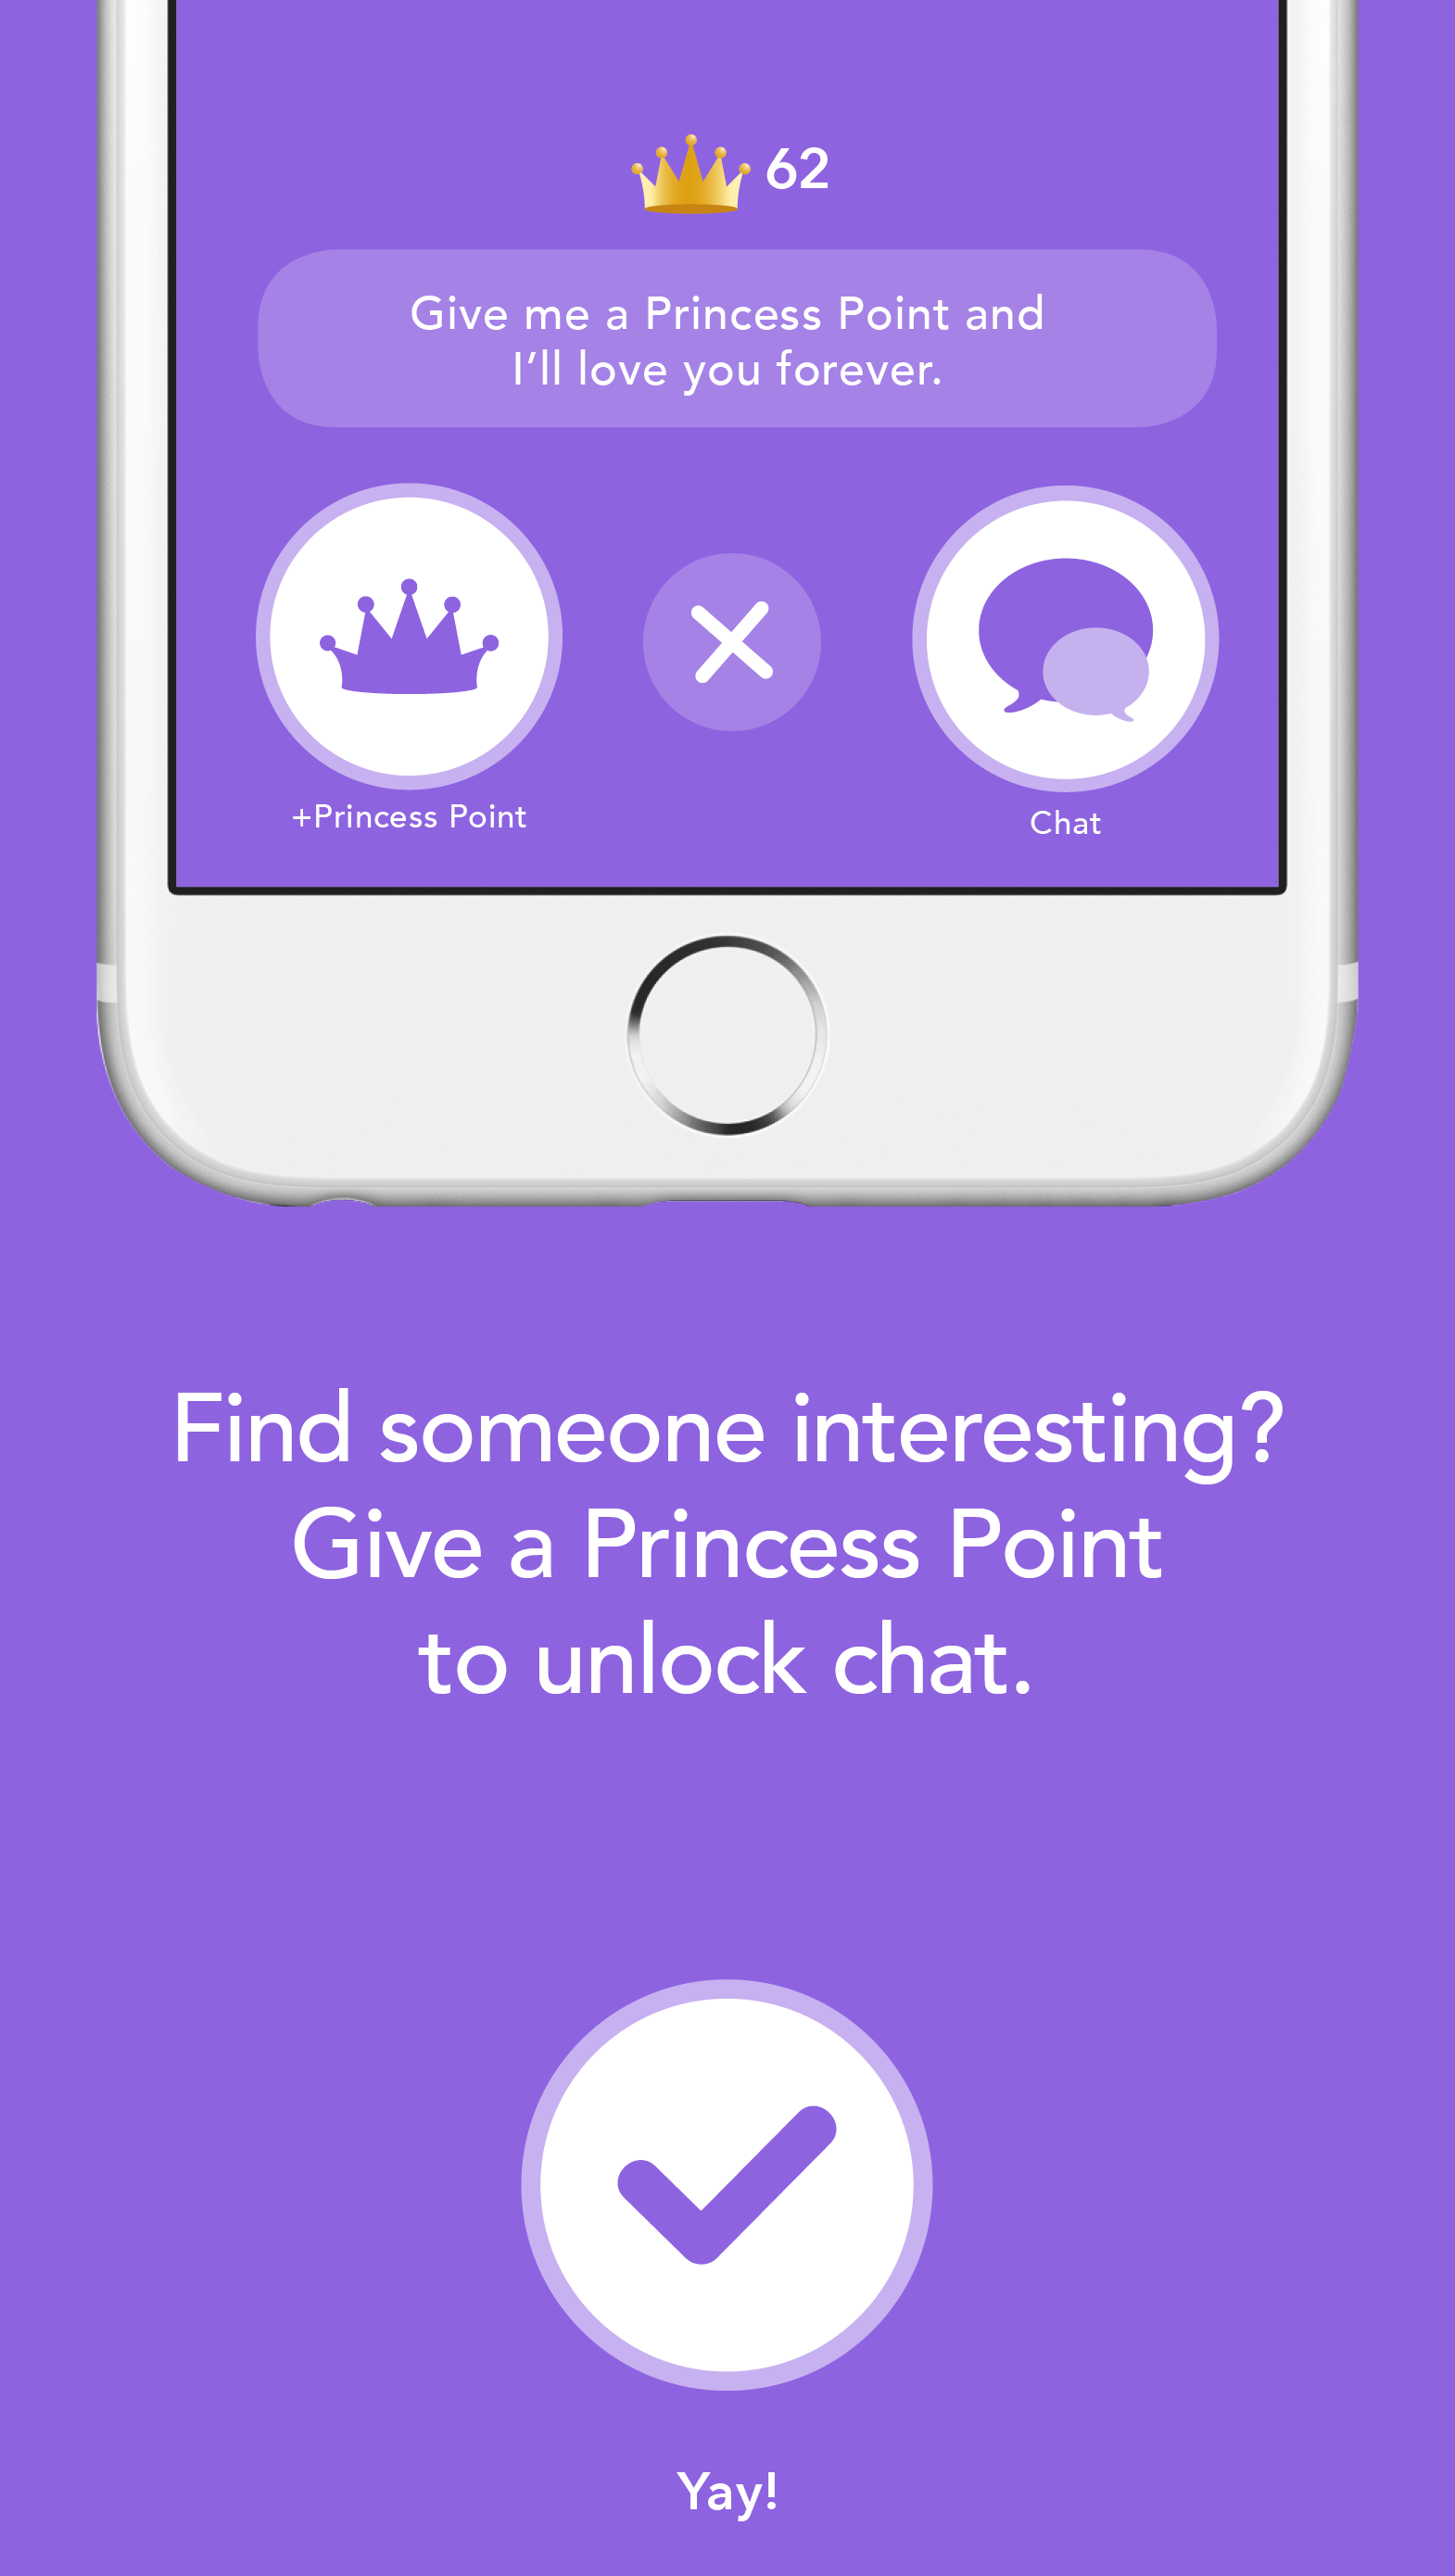 62
Give me a Princess Point and
I’ll love you forever.
+Princess Point
Chat
Find someone interesting?
Give a Princess Point
to unlock chat.
Yay!